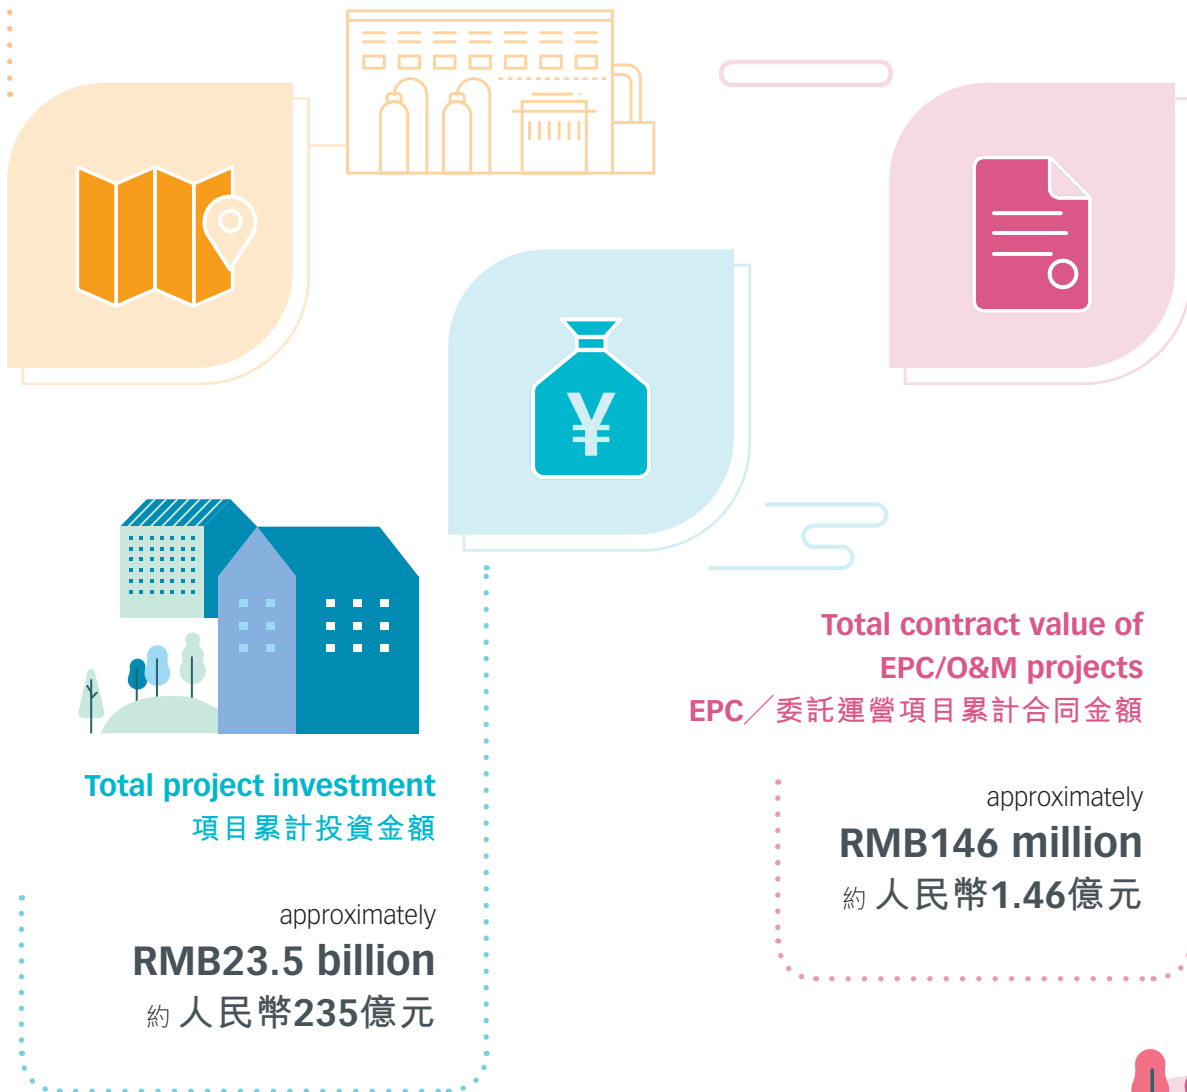 ¥
Total contract value of
EPC/O&M projects
EPC╱委託運營項目累計合同金額
approximately
RMB146 million
約 人民幣1.46億元
Total project investment
項目累計投資金額
approximately
RMB23.5 billion
約 人民幣235億元